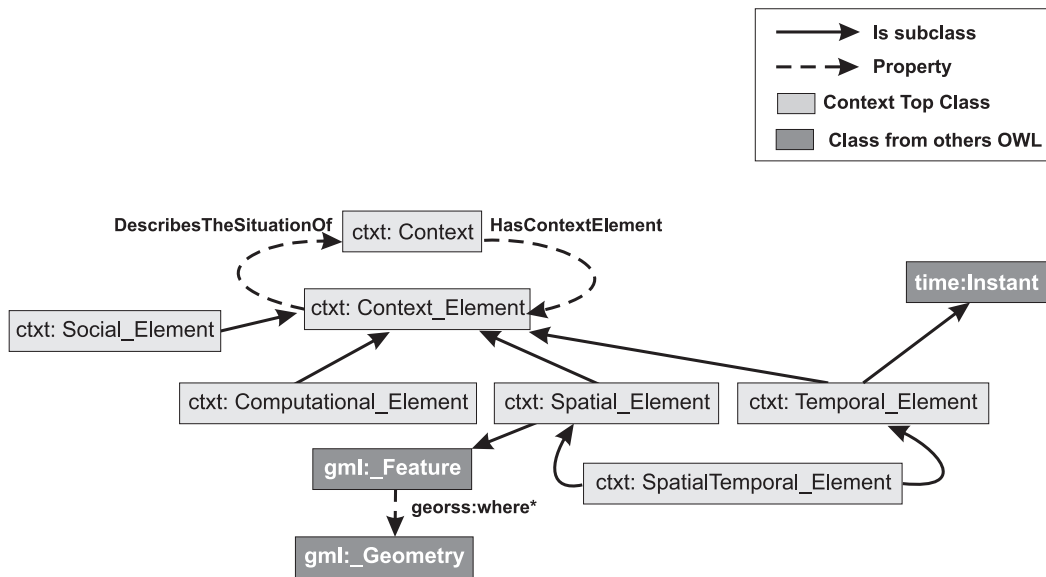 Is subclass
Property
Context Top Class
Class from others OWL
DescribesTheSituationOf
ctxt: Context
HasContextElement
time:Instant
ctxt: Context_Element
ctxt: Social_Element
ctxt: Computational_Element
ctxt: Spatial_Element
ctxt: Temporal_Element
gml:_Feature
ctxt: SpatialTemporal_Element
georss:where*
gml:_Geometry